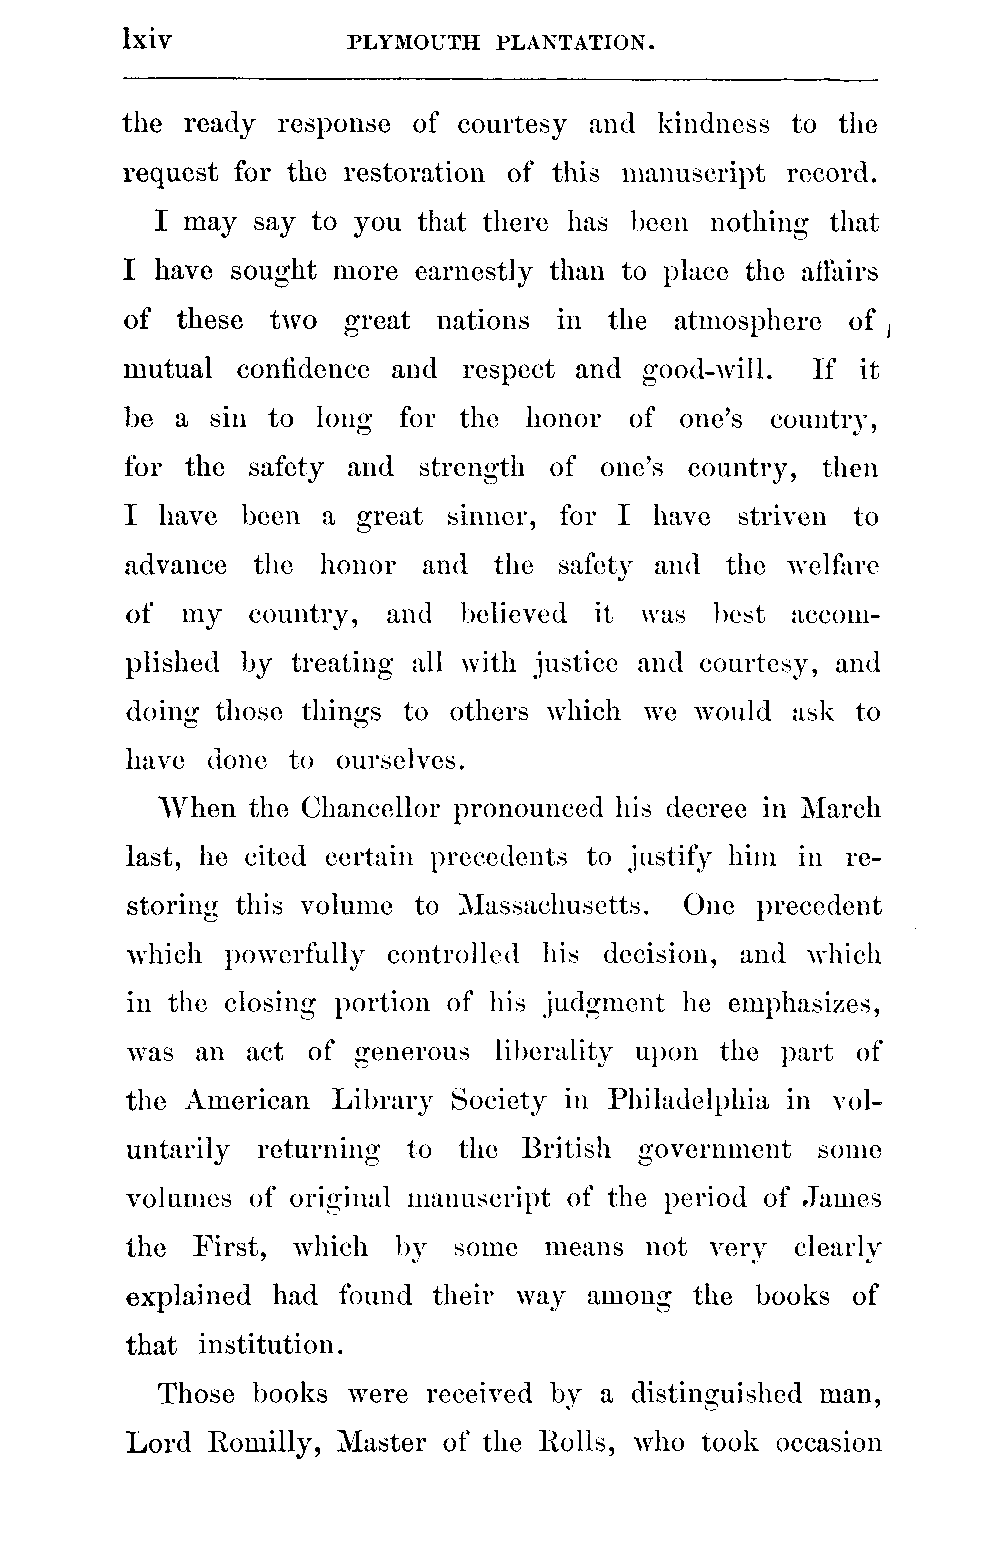 lxiv PLYMOUTH PLANTATION.
the ready response of courtesy and kindness to the
request for the restoration of this manuscript record.
I may say to you that there has been nothing that
I have sought more earnestly than to place the affairs
of these two great nations in the atmosphere of
mutual confidence and respect and good-will. If it
be a sin to long for the honor of one's country,
for the safety and strength of one's country, then
I have been a great sinner, for I have striven to
advance the honor and the safety and the welfare
of my country, and believed it was best accom-
plished by treating all with justice and courtesy, and
doing those things to others which we would ask to
have done to ourselves.
When the Chancellor pronounced his decree in March
last, he cited certain precedents to justify him in re-
storing this volume to Massachusetts. One precedent
which powerfully controlled his decision, and which
in the closing portion of his judgment he emphasizes,
was an act of generous liberality upon the part of
the American Library Society in Philadelphia in vol-
untarily returning to the British government some
volumes of original manuscript of the period of James
the First, which by some means not very clearly
explained had found their way among the books of
that institution.
Those books were received by a distinguished man,
Lord Romilly, Master of the Rolls, who took occasion